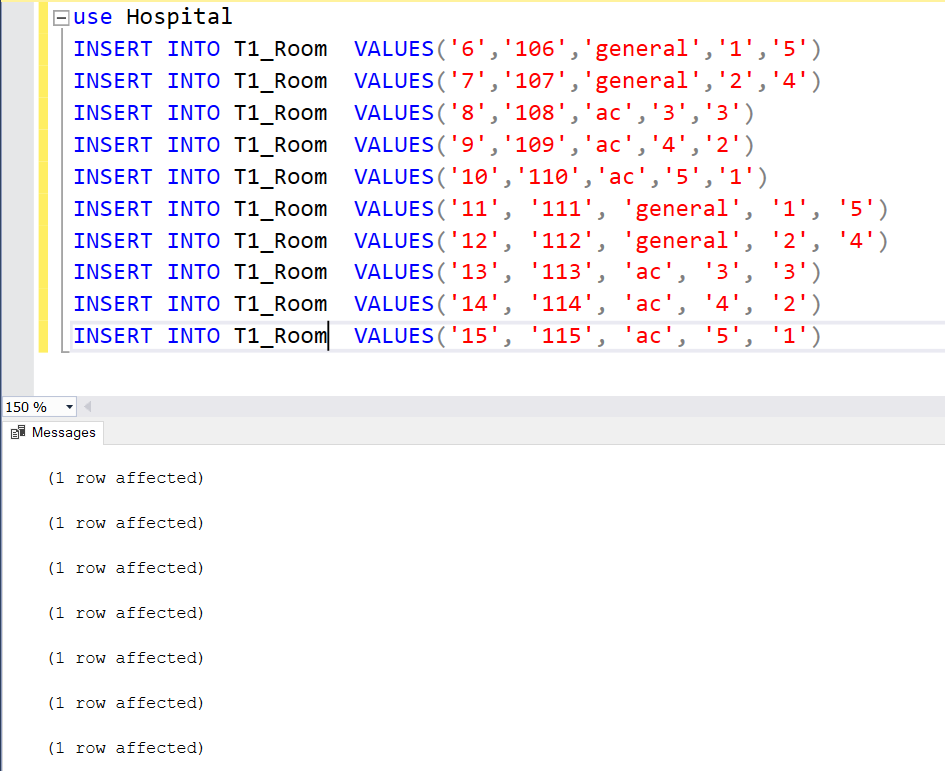 use Hospital
INSERT INTO T1_Room  VALUES('6','106','general','1','5')
INSERT INTO T1_Room  VALUES('7','107','general','2','4')
INSERT INTO T1_Room  VALUES('8','108','ac','3','3')
INSERT INTO T1_Room  VALUES('9','109','ac','4','2')
INSERT INTO T1_Room  VALUES('10','110','ac','5','1')
INSERT INTO T1_Room  VALUES('11', '111', 'general', '1', '5')
INSERT INTO T1_Room  VALUES('12', '112', 'general', '2', '4')
INSERT INTO T1_Room  VALUES('13', '113', 'ac', '3', '3')
INSERT INTO T1_Room  VALUES('14', '114', 'ac', '4', '2')
INSERT INTO T1_Room  VALUES('15', '115', 'ac', '5', '1')
150 %
Messages
(1 row affected)
(1 row affected)
(1 row affected)
(1 row affected)
(1 row affected)
(1 row affected)
(1 row affected)